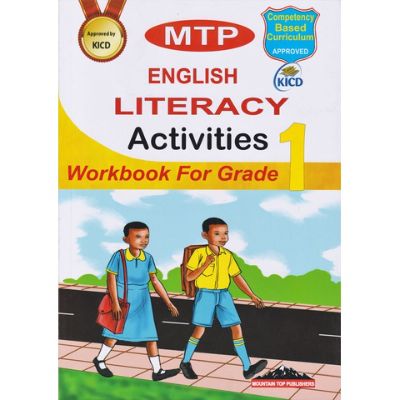 Approved by
KICD
MTP
Competency
Based
Curriculum
APPROVED
KICD
ENGLISH
LITERACY
Activities 1
Workbook For Grade
MOUNTAIN TOP PUBLISHERS